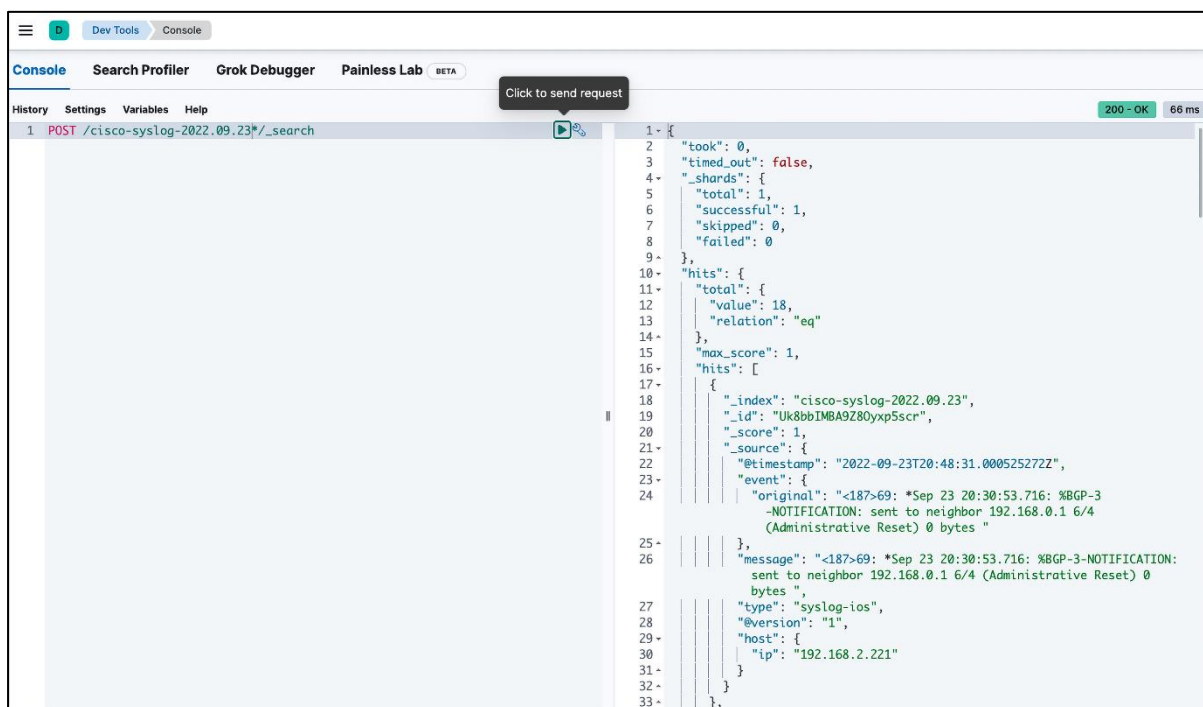 D Dev Tools Console
Console Search Profiler Grok Debugger Painless Lab BETA
Click to send request
History Settings Variables Help
200 - OK 66 ms
1 POST /cisco-syslog-2022.09.23*/_search
1 {
2 "took": 0,
3 "timed_out": false,
4 "_shards": {
5 "total": 1,
6 "successful": 1,
7 "skipped": 0,
8 "failed": 0
9 },
10 "hits": {
11 "total": {
12 "value": 18,
13 "relation": "eq"
14 },
15 "max_score": 1,
16 "hits": [
17 {
18 "_index": "cisco-syslog-2022.09.23",
19 "_id": "Uk8bbIMBA9Z8Oyxp5scr",
20 "_score": 1,
21 "_source": {
22 "@timestamp": "2022-09-23T20:48:31.000525272Z",
23 "event": {
24 "original": "<187>69: *Sep 23 20:30:53.716: %BGP-3
-NOTIFICATION: sent to neighbor 192.168.0.1 6/4
(Administrative Reset) 0 bytes "
25 },
26 "message": "<187>69: *Sep 23 20:30:53.716: %BGP-3-NOTIFICATION:
sent to neighbor 192.168.0.1 6/4 (Administrative Reset) 0
bytes ",
27 "type": "syslog-ios",
28 "@version": "1",
29 "host": {
30 "ip": "192.168.2.221"
31 }
32 }
33 },